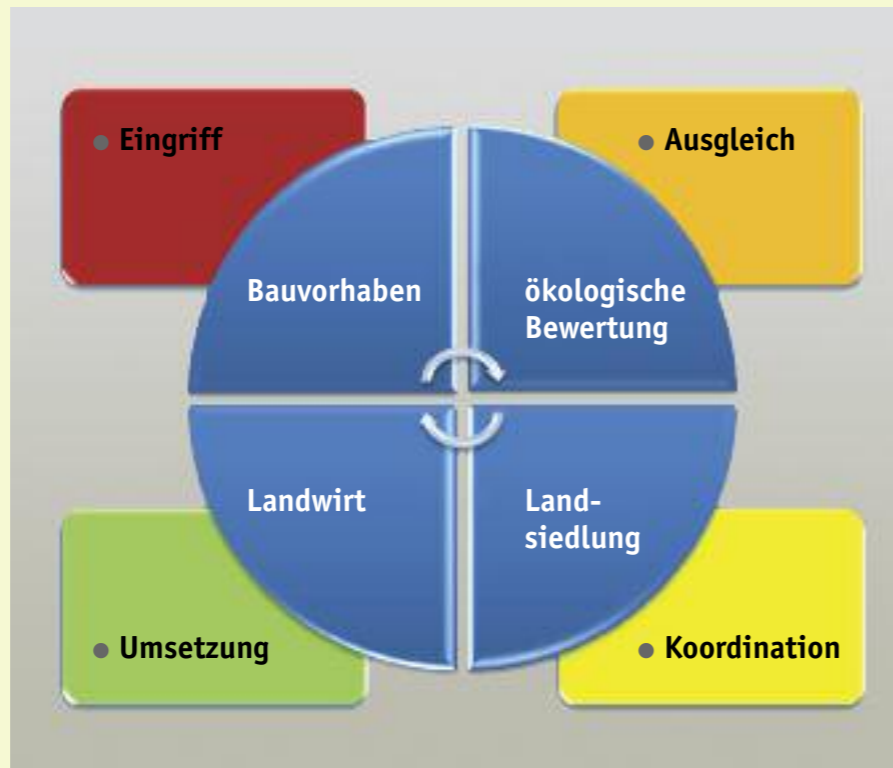 • Eingriff
• Ausgleich
Bauvorhaben
ökologische
Bewertung
Landwirt
Land-
siedlung
• Umsetzung
• Koordination